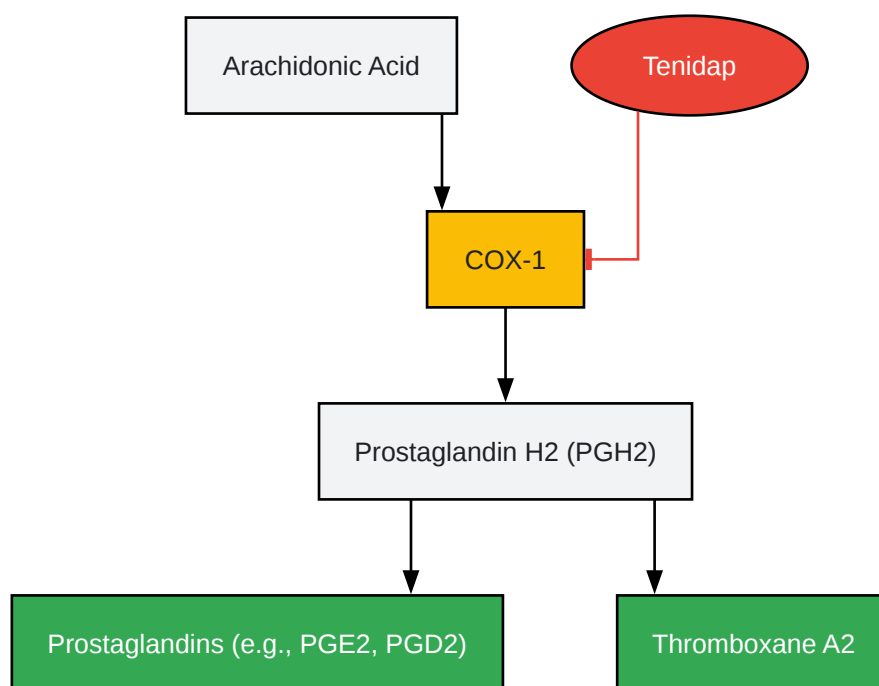 Arachidonic Acid
Tenidap
COX-1
Prostaglandin H2 (PGH2)
Prostaglandins (e.g., PGE2, PGD2)
Thromboxane A2